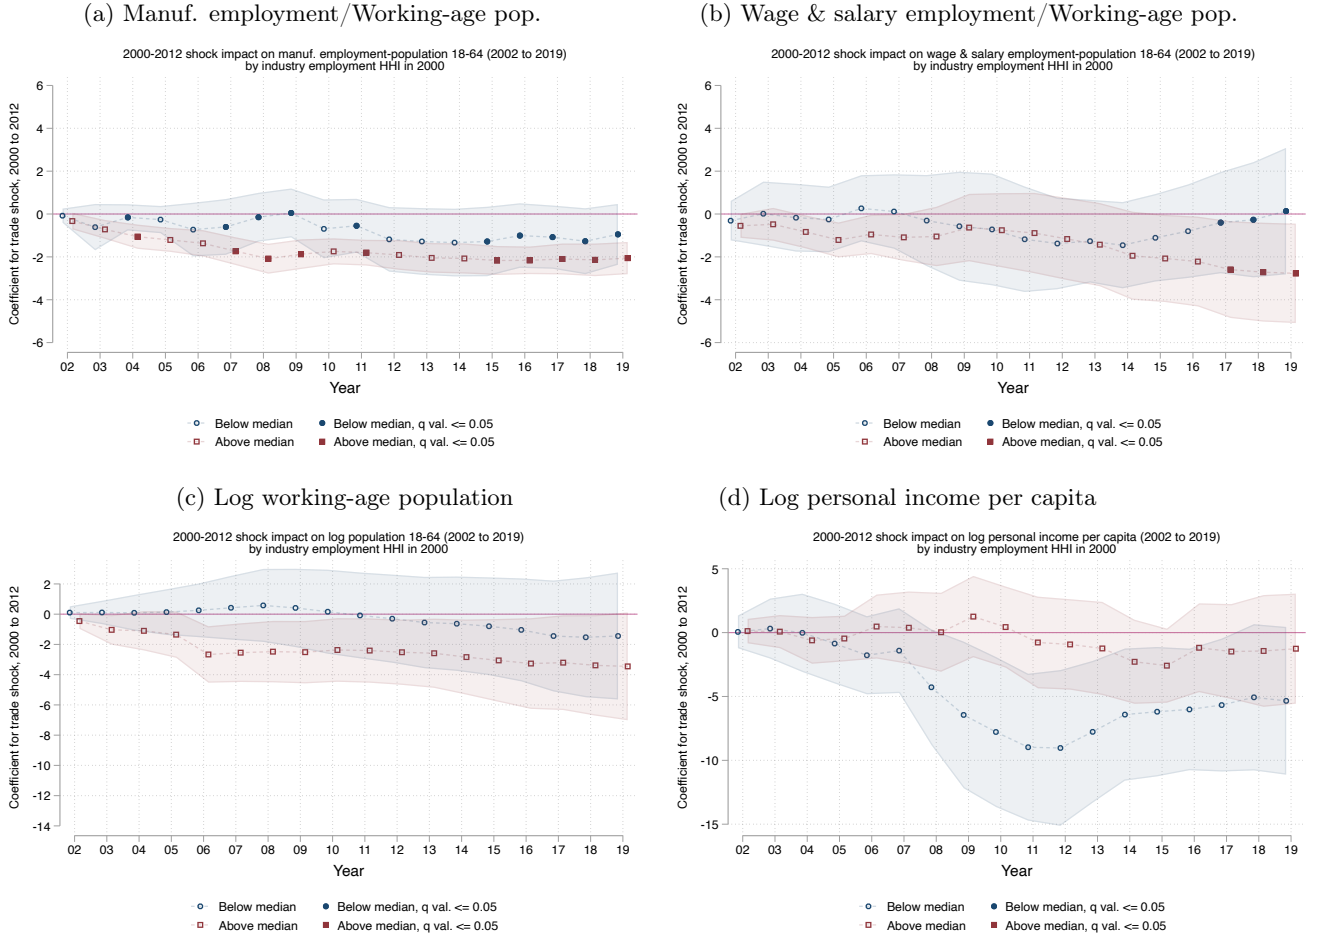 (a) Manuf. employment/Working-age pop.
2000-2012 shock impact on manuf. employment-population 18-64 (2002 to 2019)
by industry employment HHI in 2000
Coefficient for trade shock, 2000 to 2012
6
4
2
0
-2
-4
-6
02 03 04 05 06 07 08 09 10 11 12 13 14 15 16 17 18 19
Year
Below median
Below median, q val. <= 0.05
Above median
Above median, q val. <= 0.05
(b) Wage & salary employment/Working-age pop.
2000-2012 shock impact on wage & salary employment-population 18-64 (2002 to 2019)
by industry employment HHI in 2000
Coefficient for trade shock, 2000 to 2012
6
4
2
0
-2
-4
-6
02 03 04 05 06 07 08 09 10 11 12 13 14 15 16 17 18 19
Year
Below median
Below median, q val. <= 0.05
Above median
Above median, q val. <= 0.05
(c) Log working-age population
2000-2012 shock impact on log population 18-64 (2002 to 2019)
by industry employment HHI in 2000
Coefficient for trade shock, 2000 to 2012
2
0
-2
-4
-6
-8
-10
-12
-14
02 03 04 05 06 07 08 09 10 11 12 13 14 15 16 17 18 19
Year
Below median
Below median, q val. <= 0.05
Above median
Above median, q val. <= 0.05
(d) Log personal income per capita
2000-2012 shock impact on log personal income per capita (2002 to 2019)
by industry employment HHI in 2000
Coefficient for trade shock, 2000 to 2012
5
0
-5
-10
-15
02 03 04 05 06 07 08 09 10 11 12 13 14 15 16 17 18 19
Year
Below median
Below median, q val. <= 0.05
Above median
Above median, q val. <= 0.05